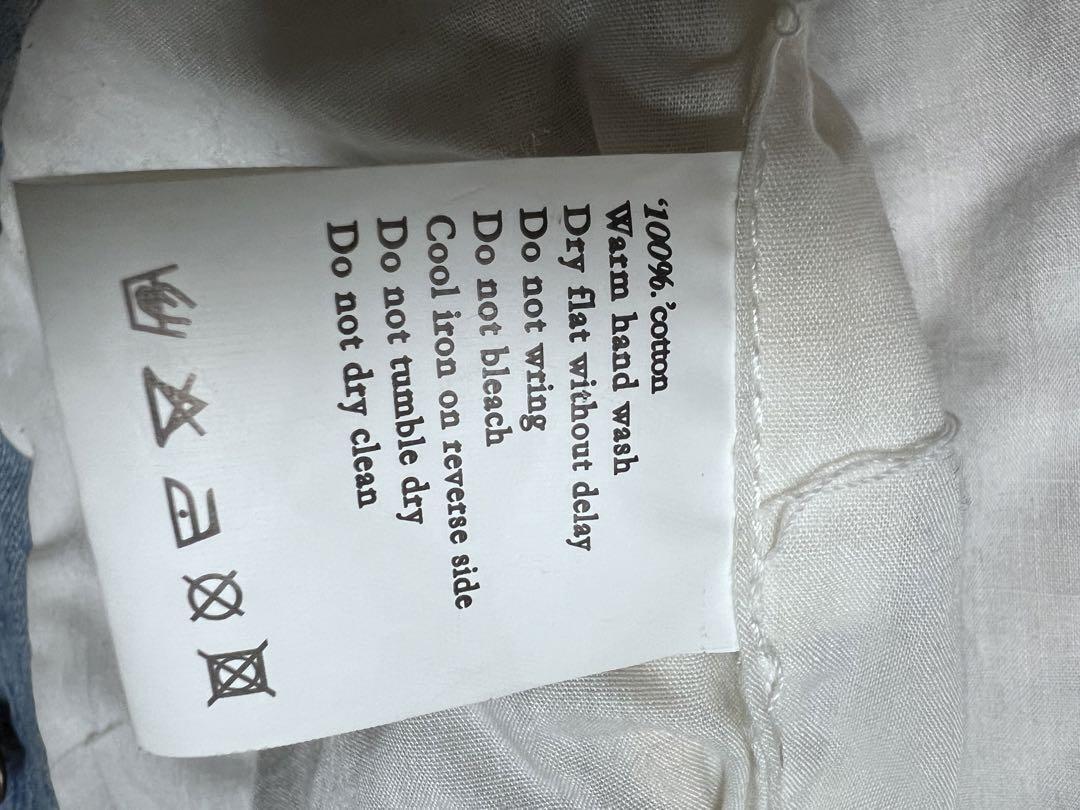 ‘100%.’cotton
Warm hand wash
Dry flat without delay
Do not wring
Do not bleach
Cool iron on reverse side
Do not tumble dry
Do not dry clean